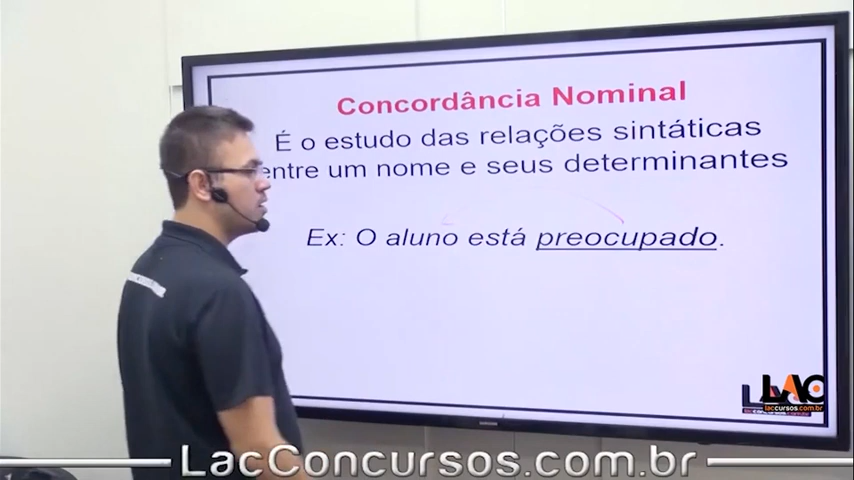 Concordância Nominal
É o estudo das relações sintáticas
entre um nome e seus determinantes
Ex: O aluno está preocupado.
LAC
laccursos.com.br
LacConcursos.com.br